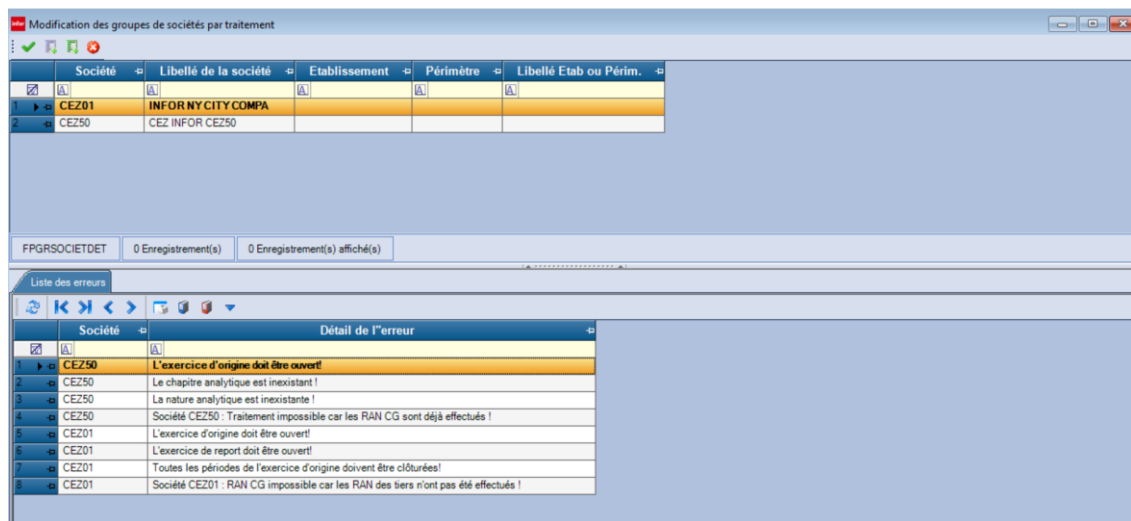 infor Modification des groupes de sociétés par traitement
Société Libellé de la société Etablissement Périmètre Libellé Etab ou Périm.
A A A A A
1 CEZ01 INFOR NY CITY COMPA
2 CEZ50 CEZ INFOR CEZ50
FPGRSOCIETDET 0 Enregistrement(s) 0 Enregistrement(s) affiché(s)
Liste des erreurs
Société Détail de l''erreur
A A
1 CEZ50 L'exercice d'origine doit être ouvert!
2 CEZ50 Le chapitre analytique est inexistant !
3 CEZ50 La nature analytique est inexistante !
4 CEZ50 Société CEZ50 : Traitement impossible car les RAN CG sont déjà effectués !
5 CEZ01 L'exercice d'origine doit être ouvert!
6 CEZ01 L'exercice de report doit être ouvert!
7 CEZ01 Toutes les périodes de l'exercice d'origine doivent être clôturées!
8 CEZ01 Société CEZ01 : RAN CG impossible car les RAN des tiers n'ont pas été effectués !